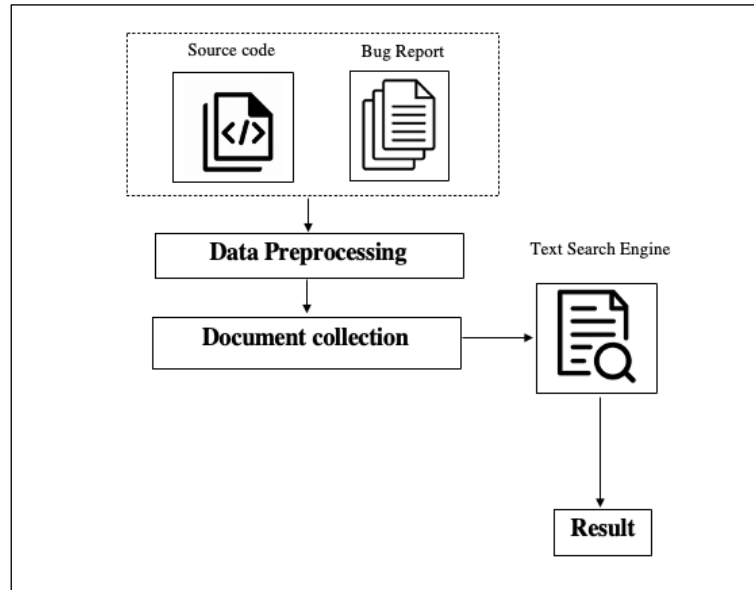 Source code
Bug Report
</>
Data Preprocessing
Text Search Engine
Document collection
Result